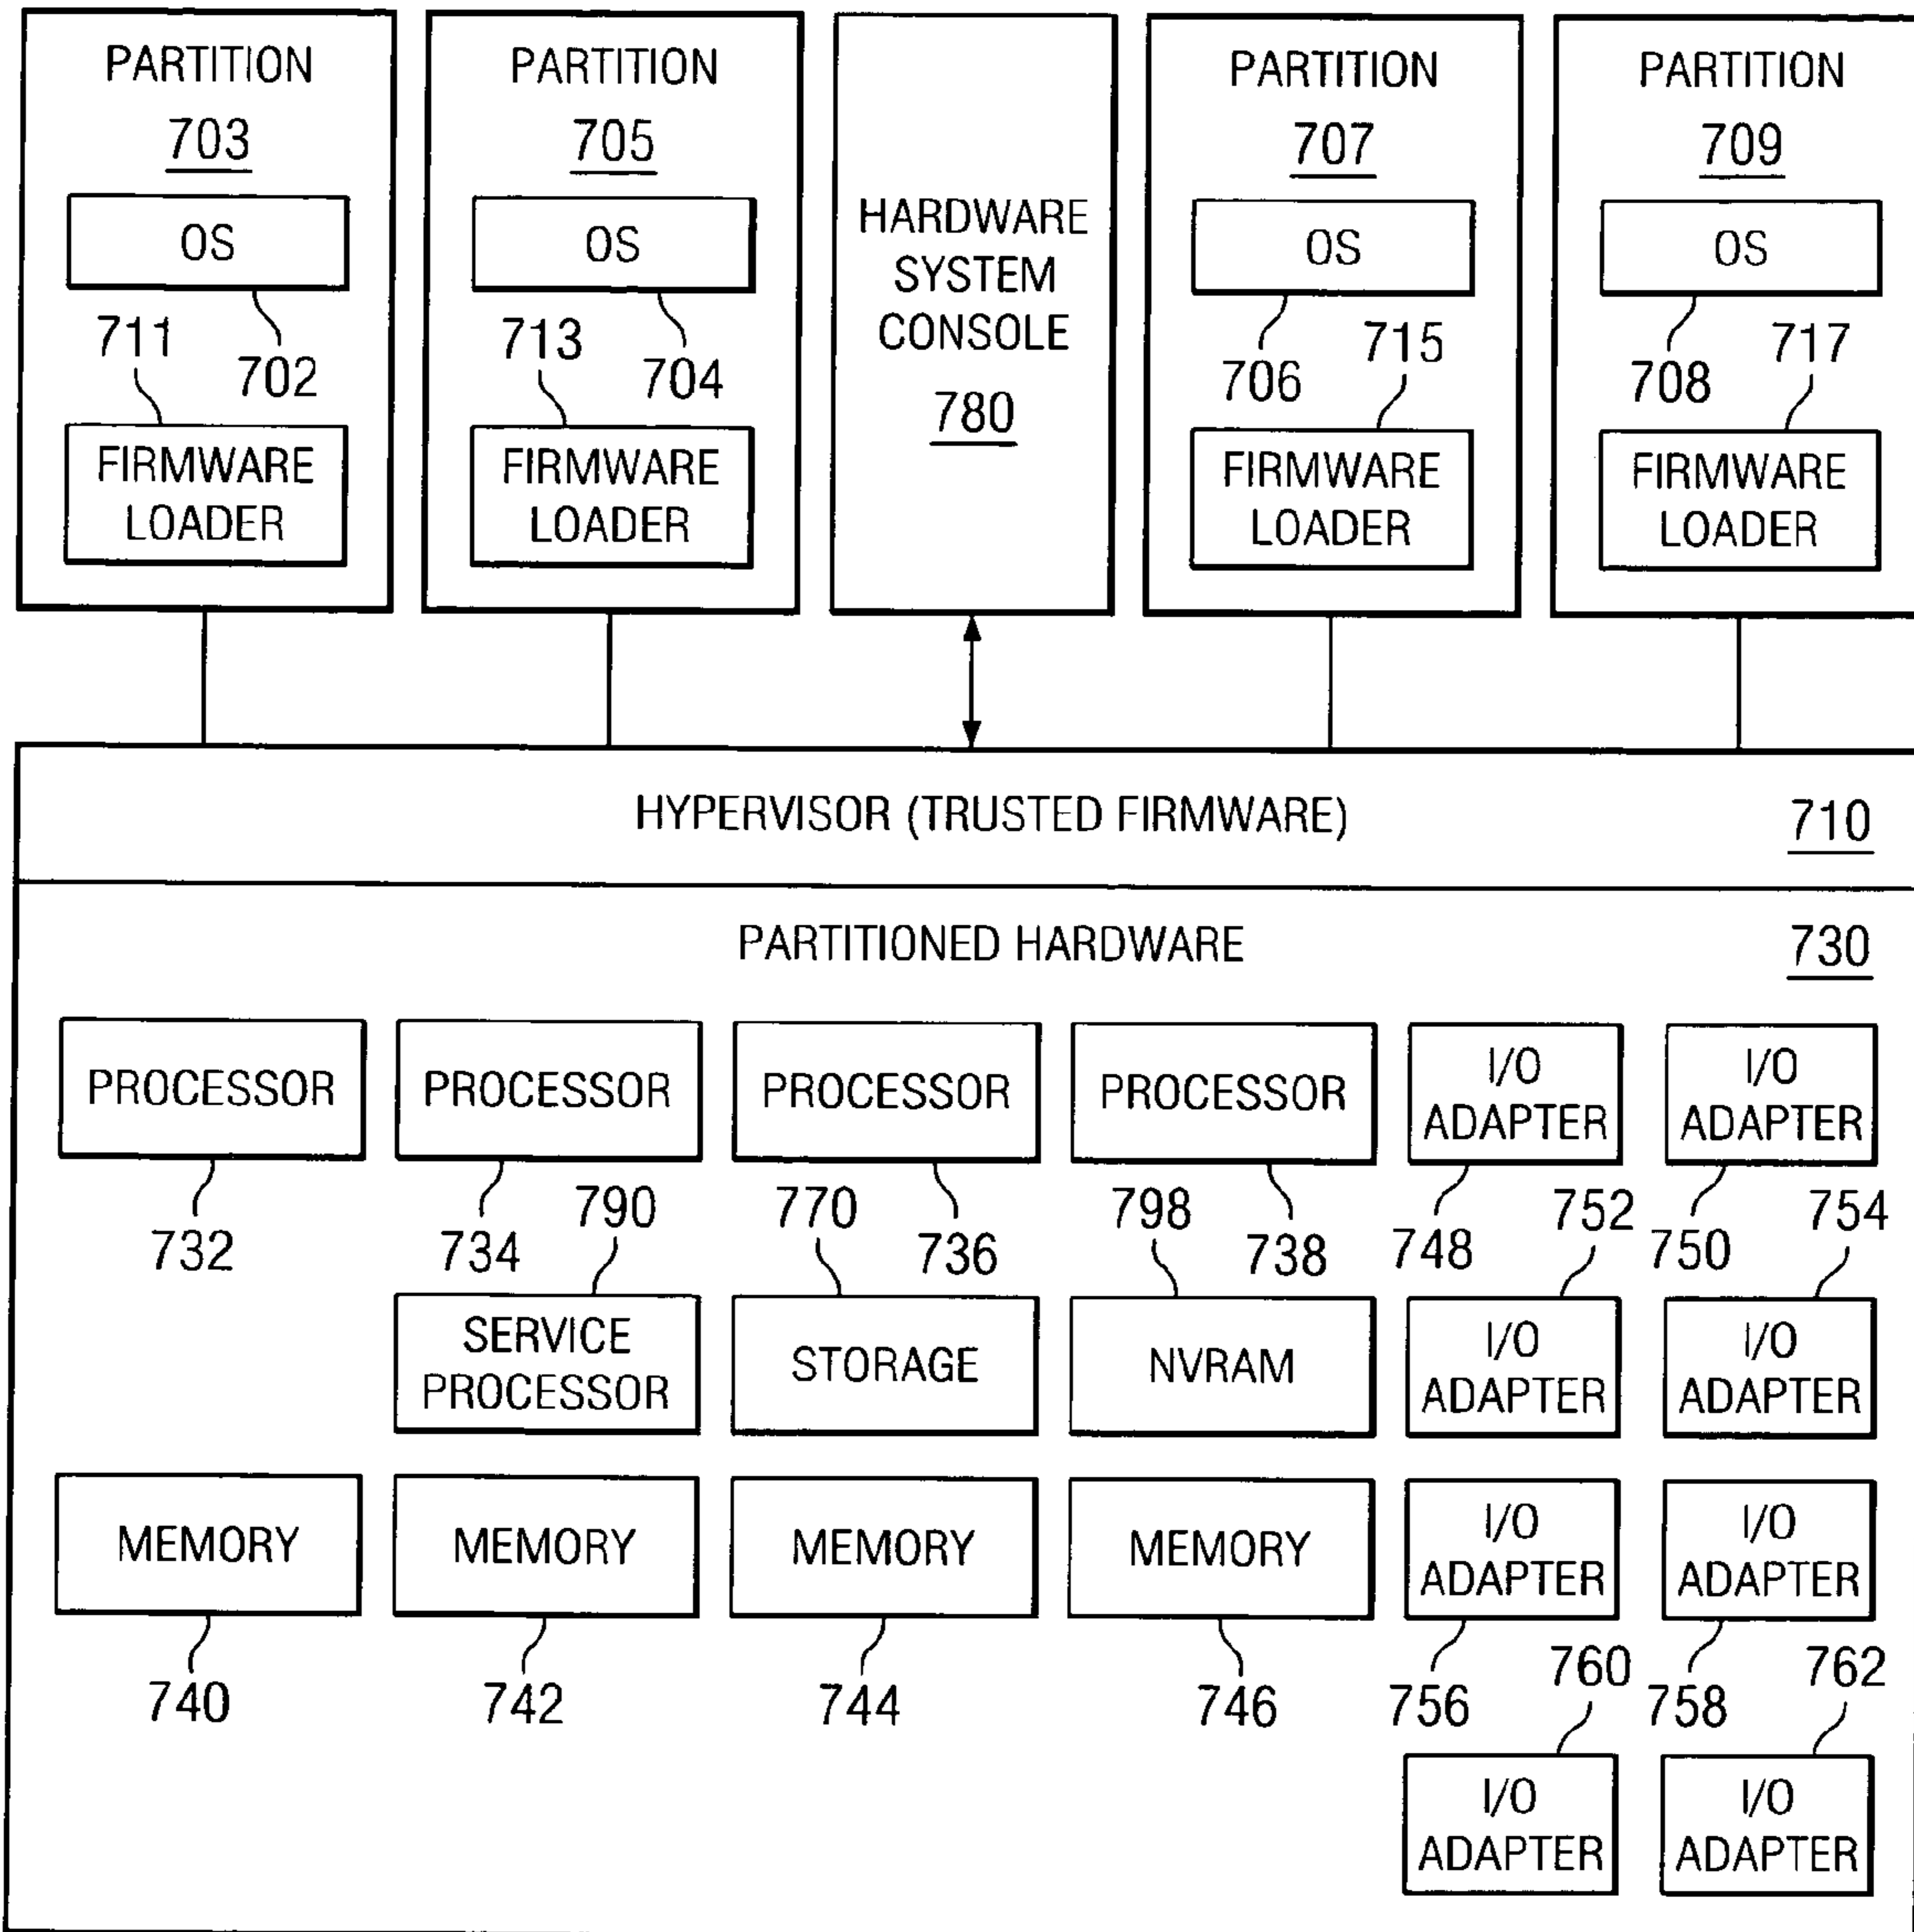 PARTITION
703
OS
711
702
FIRMWARE
LOADER
PARTITION
705
OS
713
704
FIRMWARE
LOADER
HARDWARE
SYSTEM
CONSOLE
780
PARTITION
707
OS
706
715
FIRMWARE
LOADER
PARTITION
709
OS
708
717
FIRMWARE
LOADER
HYPERVISOR (TRUSTED FIRMWARE)
710
PARTITIONED HARDWARE
730
PROCESSOR
732
PROCESSOR
734
PROCESSOR
736
PROCESSOR
738
I/O
ADAPTER
748
I/O
ADAPTER
750
790
SERVICE
PROCESSOR
770
STORAGE
798
NVRAM
752
I/O
ADAPTER
754
I/O
ADAPTER
MEMORY
740
MEMORY
742
MEMORY
744
MEMORY
746
I/O
ADAPTER
756
I/O
ADAPTER
758
760
I/O
ADAPTER
762
I/O
ADAPTER